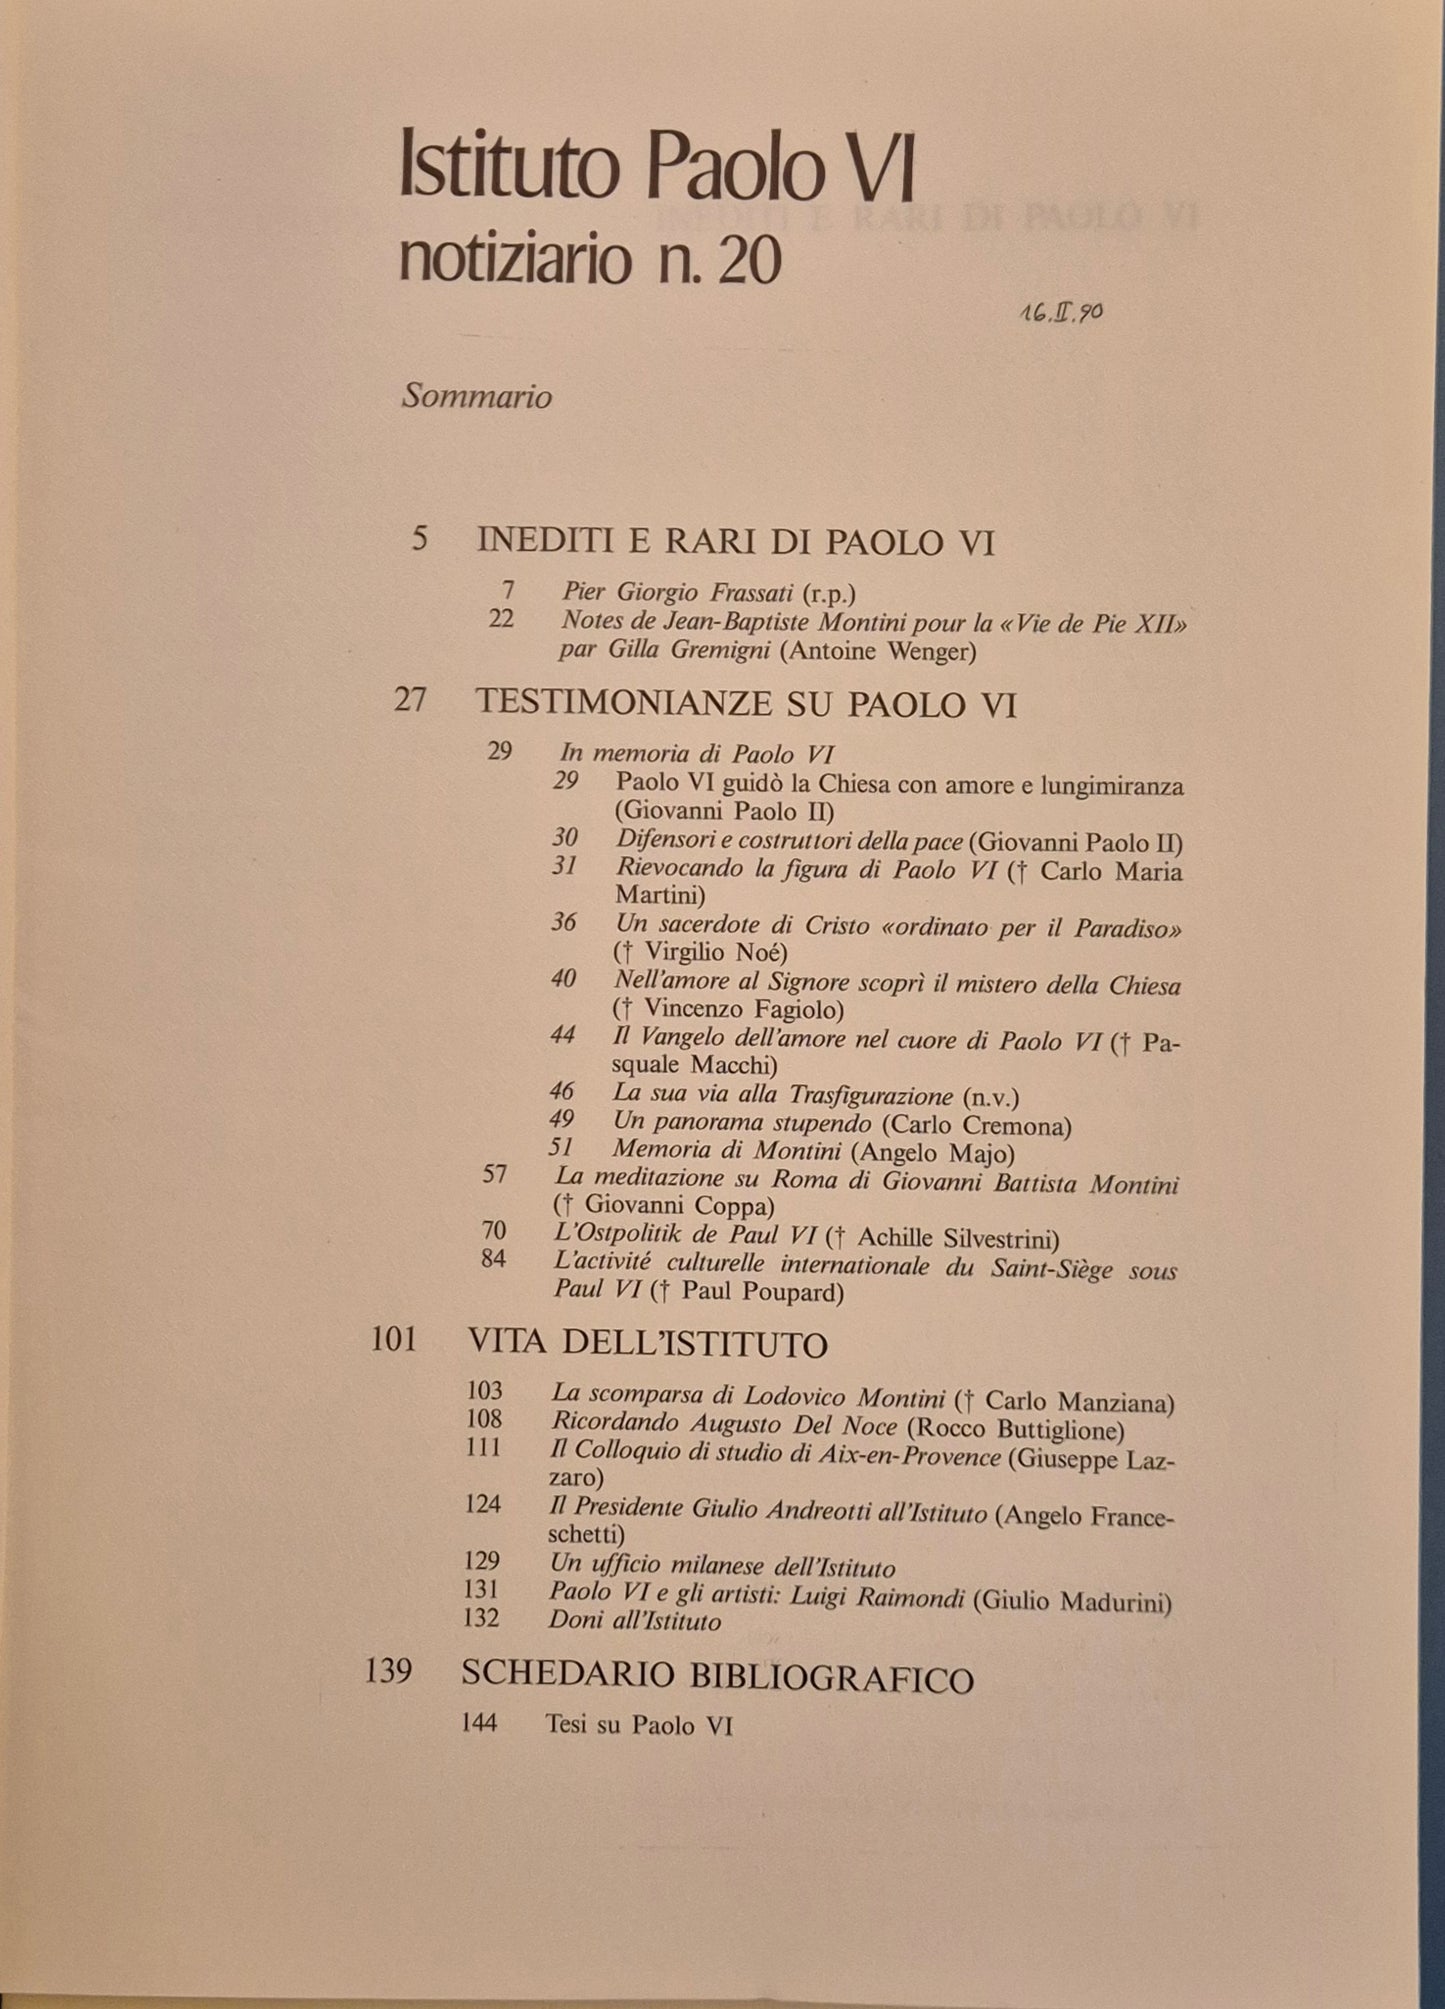 Istituto Paolo VI
notiziario n. 20
16.II.90
Sommario
5 INEDITI E RARI DI PAOLO VI
7 Pier Giorgio Frassati (r.p.)
22 Notes de Jean-Baptiste Montini pour la «Vie de Pie XII»
par Gilla Gremigni (Antoine Wenger)
27 TESTIMONIANZE SU PAOLO VI
29 In memoria di Paolo VI
29 Paolo VI guidò la Chiesa con amore e lungimiranza
(Giovanni Paolo II)
30 Difensori e costruttori della pace (Giovanni Paolo II)
31 Rievocando la figura di Paolo VI († Carlo Maria
Martini)
36 Un sacerdote di Cristo «ordinato per il Paradiso»
(† Virgilio Noé)
40 Nell'amore al Signore scoprì il mistero della Chiesa
(† Vincenzo Fagiolo)
44 Il Vangelo dell'amore nel cuore di Paolo VI († Pa-
squale Macchi)
46 La sua via alla Trasfigurazione (n.v.)
49 Un panorama stupendo (Carlo Cremona)
51 Memoria di Montini (Angelo Majo)
57 La meditazione su Roma di Giovanni Battista Montini
(† Giovanni Coppa)
70 L'Ostpolitik de Paul VI († Achille Silvestrini)
84 L'activité culturelle internationale du Saint-Siège sous
Paul VI († Paul Poupard)
101 VITA DELL'ISTITUTO
103 La scomparsa di Lodovico Montini († Carlo Manziana)
108 Ricordando Augusto Del Noce (Rocco Buttiglione)
111 Il Colloquio di studio di Aix-en-Provence (Giuseppe Laz-
zaro)
124 Il Presidente Giulio Andreotti all'Istituto (Angelo France-
schetti)
129 Un ufficio milanese dell'Istituto
131 Paolo VI e gli artisti: Luigi Raimondi (Giulio Madurini)
132 Doni all'Istituto
139 SCHEDARIO BIBLIOGRAFICO
144 Tesi su Paolo VI